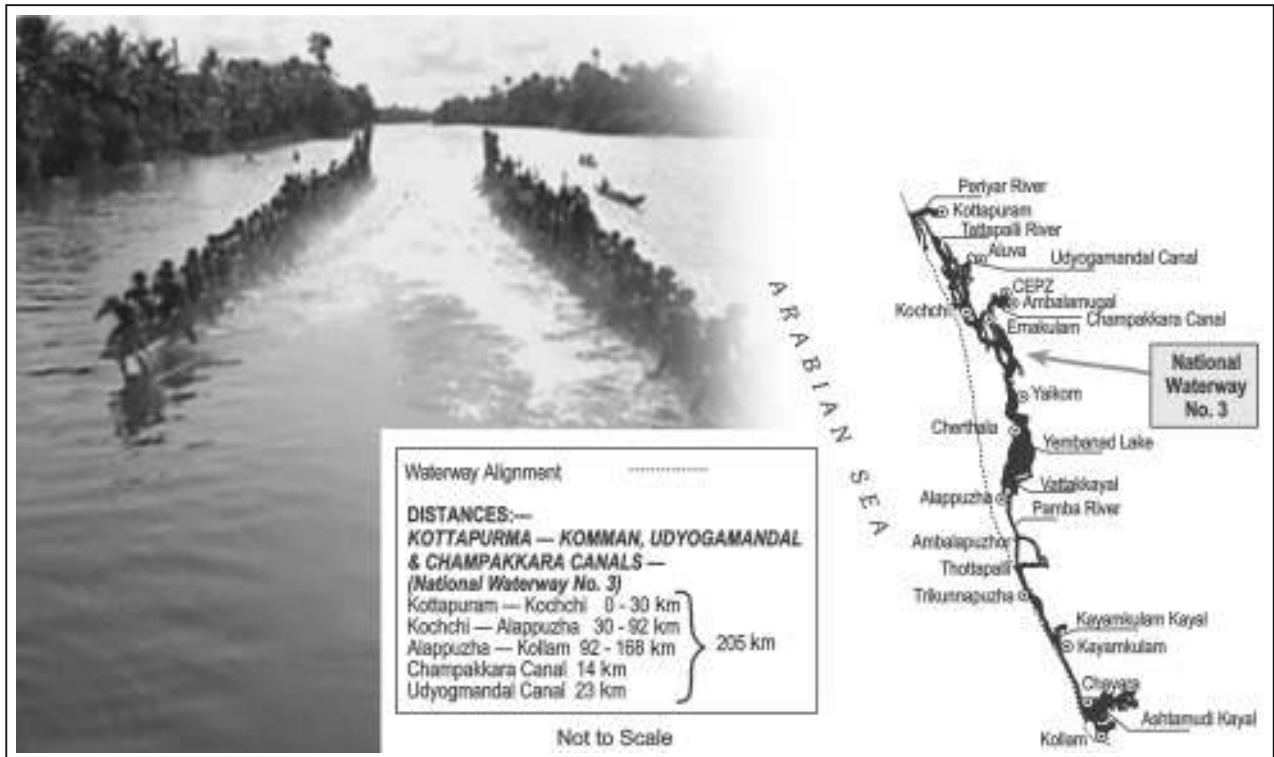 Periyar River
Kottapuram
Tattapalli River
Aluva
Udyogamandal Canal
CEPZ
Ambalamugal
Kochchi
Champakkara Canal
Ernakulam
ARABIAN SEA
National
Waterway
No. 3
Yaikom
Cherthala
Yembanad Lake
Vattakkayal
Alappuzha
Pamba River
Ambalapuzhor
Thottapalli
Trikunnapuzha
Kayamkulam Kayal
Kayamkulam
Chavara
Ashtamudi Kayal
Kollam
Waterway Alignment
DISTANCES:—
KOTTAPURMA — KOMMAN, UDYOGAMANDAL
& CHAMPAKKARA CANALS —
(National Waterway No. 3)
Kottapuram — Kochchi 0 - 30 km
Kochchi — Alappuzha 30 - 92 km
Alappuzha — Kollam 92 - 168 km
Champakkara Canal 14 km
Udyogmandal Canal 23 km
205 km
Not to Scale